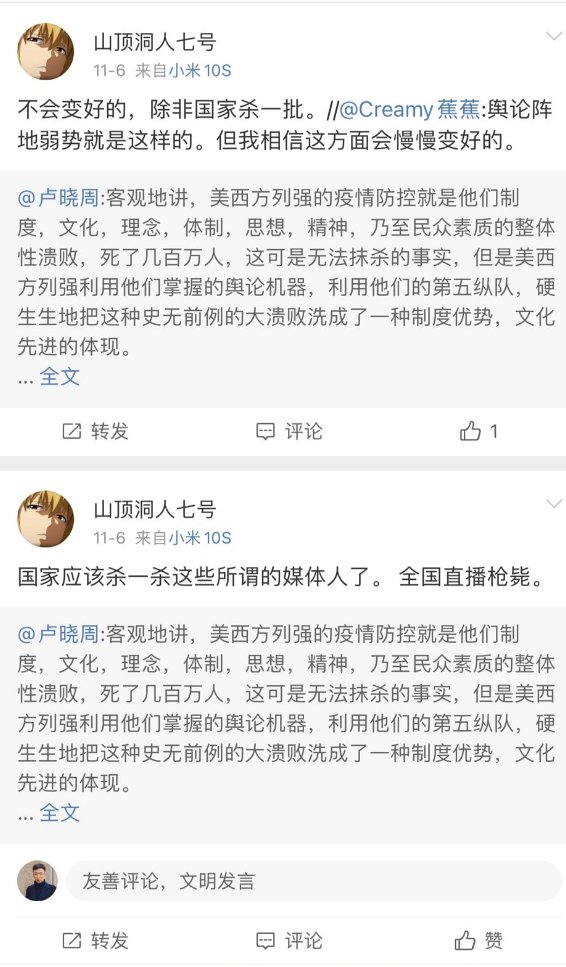 山顶洞人七号
11-6 来自小米10S
不会变好的，除非国家杀一批。//@Creamy蕉蕉:舆论阵
地弱势就是这样的。但我相信这方面会慢慢变好的。
@卢晓周:客观地讲，美西方列强的疫情防控就是他们制
度，文化，理念，体制，思想，精神，乃至民众素质的整体
性溃败，死了几百万人，这可是无法抹杀的事实，但是美西
方列强利用他们掌握的舆论机器，利用他们的第五纵队，硬
生生地把这种史无前例的大溃败洗成了一种制度优势，文化
先进的体现。
... 全文
转发 评论 1
山顶洞人七号
11-6 来自小米10S
国家应该杀一杀这些所谓的媒体人了。 全国直播枪毙。
@卢晓周:客观地讲，美西方列强的疫情防控就是他们制
度，文化，理念，体制，思想，精神，乃至民众素质的整体
性溃败，死了几百万人，这可是无法抹杀的事实，但是美西
方列强利用他们掌握的舆论机器，利用他们的第五纵队，硬
生生地把这种史无前例的大溃败洗成了一种制度优势，文化
先进的体现。
... 全文
友善评论，文明发言
转发 评论 赞